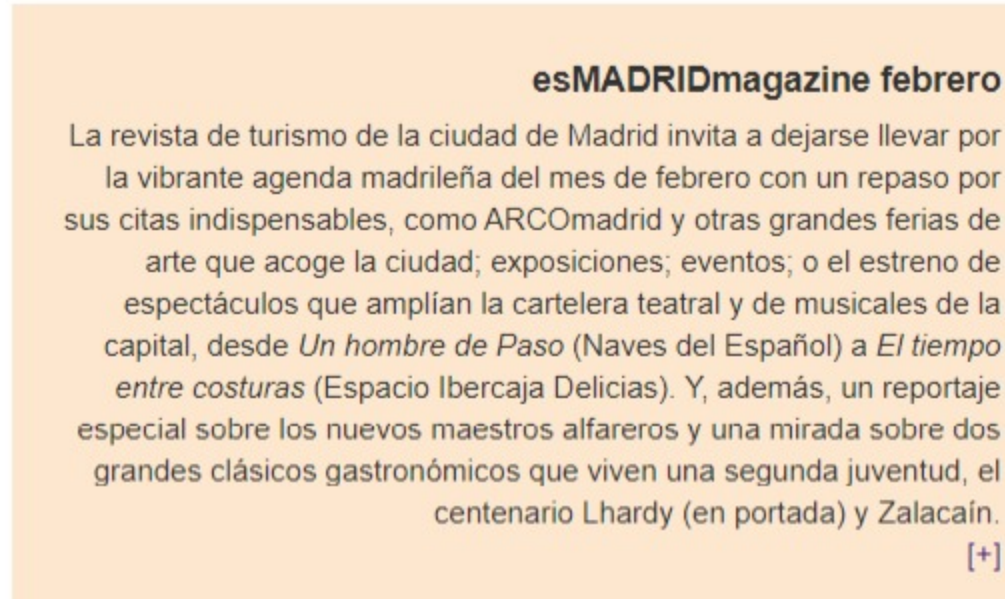 esMADRIDmagazine febrero
La revista de turismo de la ciudad de Madrid invita a dejarse llevar por
la vibrante agenda madrileña del mes de febrero con un repaso por
sus citas indispensables, como ARCOmadrid y otras grandes ferias de
arte que acoge la ciudad; exposiciones; eventos; o el estreno de
espectáculos que amplían la cartelera teatral y de musicales de la
capital, desde Un hombre de Paso (Naves del Español) a El tiempo
entre costuras (Espacio Ibercaja Delicias). Y, además, un reportaje
especial sobre los nuevos maestros alfareros y una mirada sobre dos
grandes clásicos gastronómicos que viven una segunda juventud, el
centenario Lhardy (en portada) y Zalacaín.
[+]